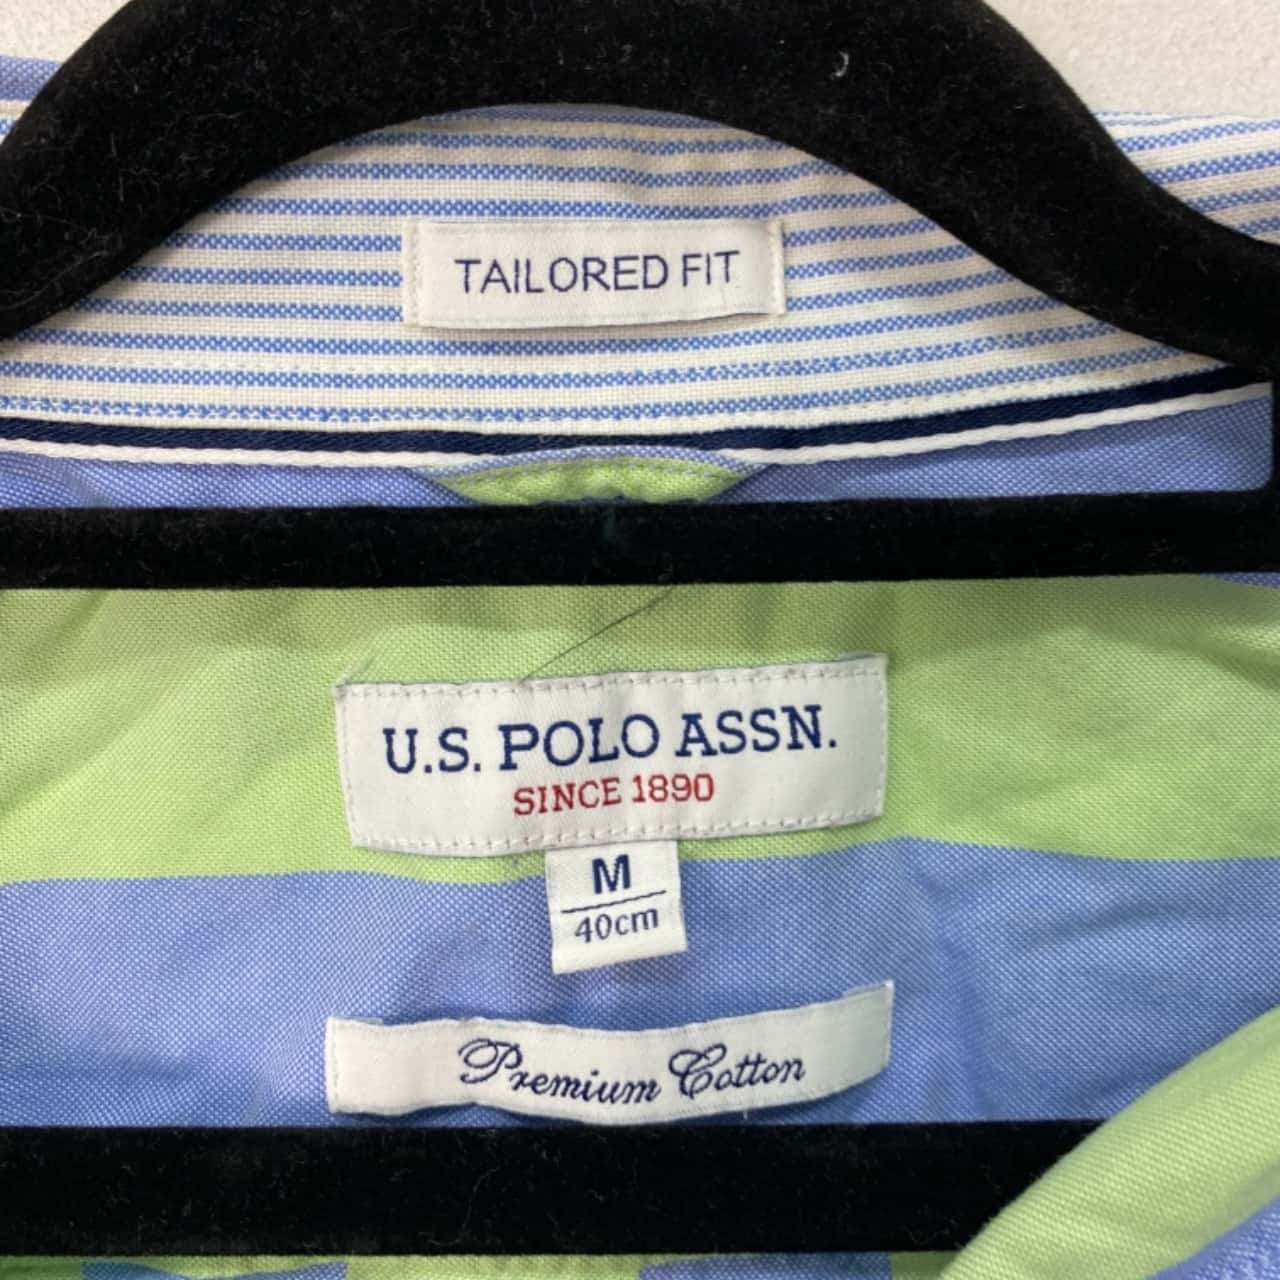 TAILORED FIT
U.S. POLO ASSN.
SINCE 1890
M
40cm
Premium Cotton